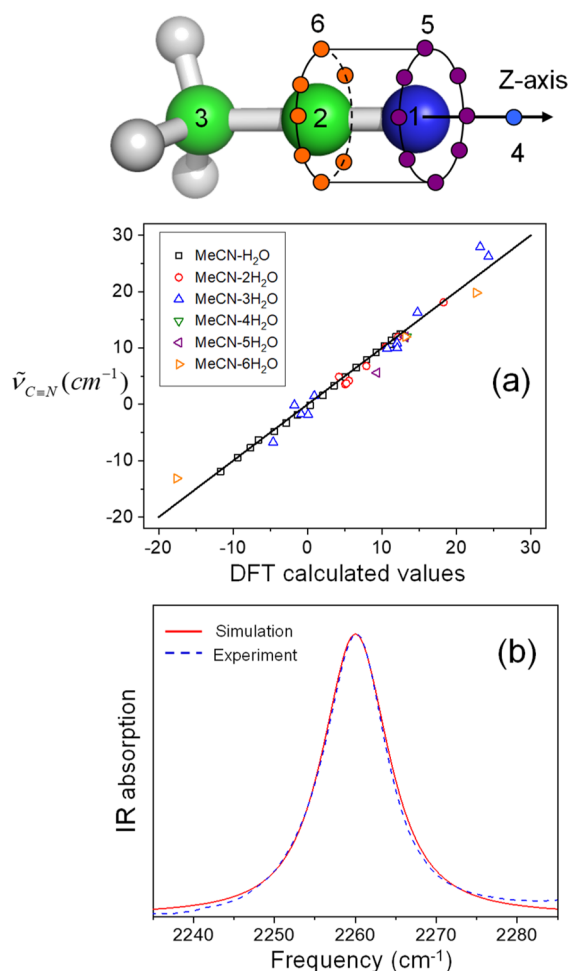 6 5
Z-axis
3 2 1
4
30
20
10
0
-10
-20
ṽC≡N(cm⁻¹)
MeCN-H₂O
MeCN-2H₂O
MeCN-3H₂O
MeCN-4H₂O
MeCN-5H₂O
MeCN-6H₂O
(a)
-20 -10 0 10 20 30
DFT calculated values
Simulation
Experiment
(b)
IR absorption
2240 2250 2260 2270 2280
Frequency (cm⁻¹)